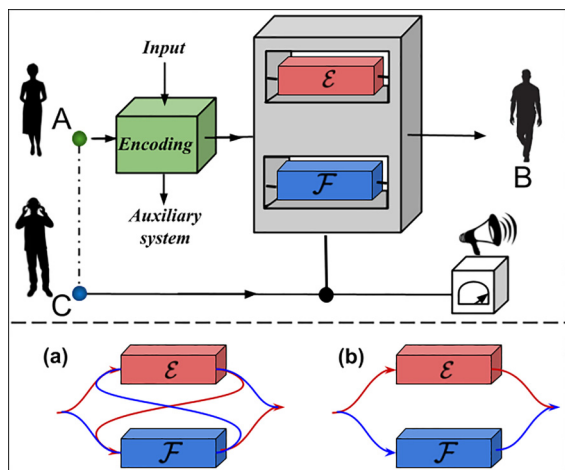 Input
A
Encoding
ℰ
ℱ
B
Auxiliary
system
C
(a)
ℰ
ℱ
(b)
ℰ
ℱ